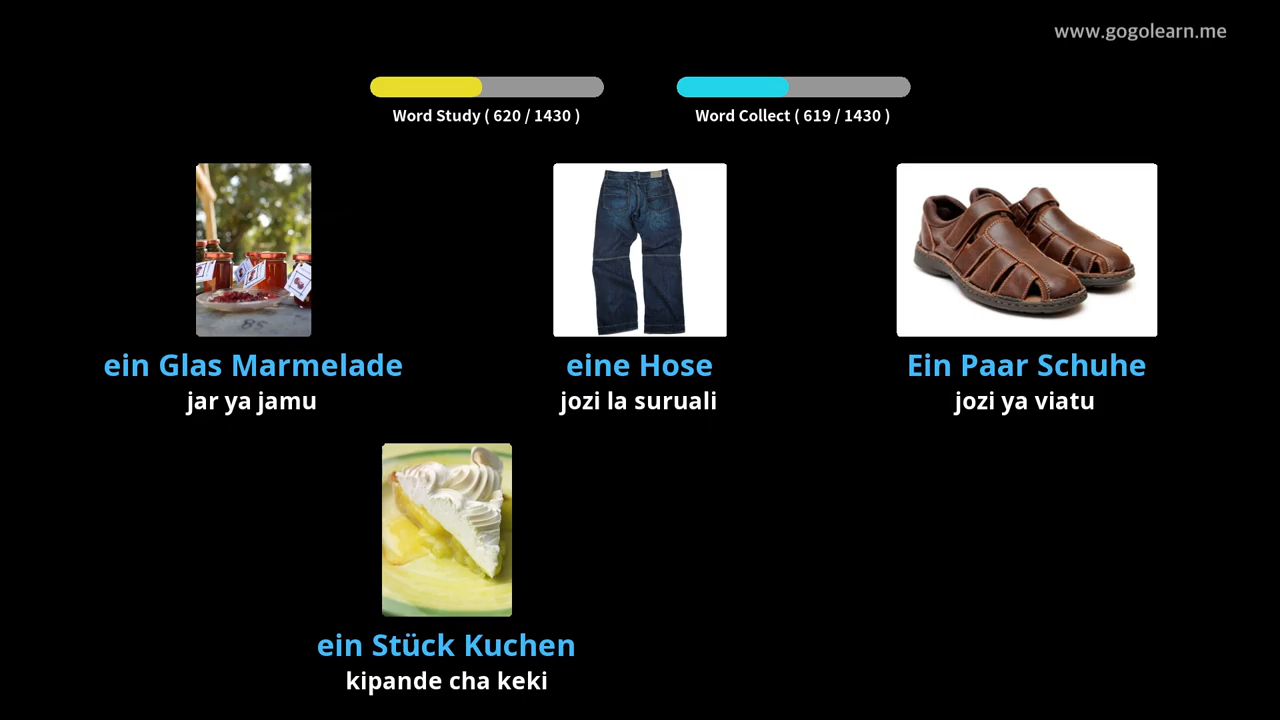 www.gogolearn.me
Word Study ( 620 / 1430 )
Word Collect ( 619 / 1430 )
ein Glas Marmelade
jar ya jamu
eine Hose
jozi la suruali
Ein Paar Schuhe
jozi ya viatu
ein Stück Kuchen
kipande cha keki